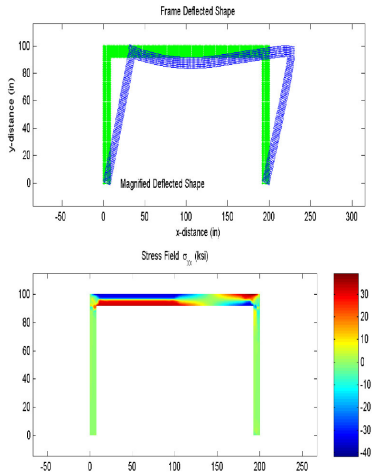 Frame Deflected Shape
y-distance (in)
100
80
60
40
20
0
Magnified Deflected Shape
-50 0 50 100 150 200 250 300
x-distance (in)
Stress Field σxx (ksi)
100
80
60
40
20
0
-50 0 50 100 150 200 250
30
20
10
0
-10
-20
-30
-40